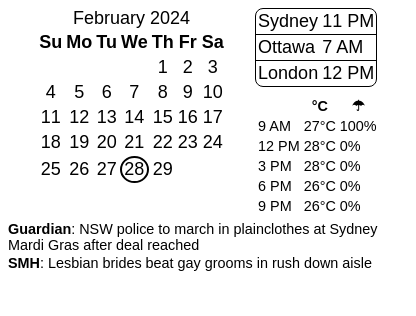 February 2024
Su Mo Tu We Th Fr Sa
1 2 3
4 5 6 7 8 9 10
11 12 13 14 15 16 17
18 19 20 21 22 23 24
25 26 27 28 29
Sydney 11 PM
Ottawa 7 AM
London 12 PM
°C ☂
9 AM 27°C 100%
12 PM 28°C 0%
3 PM 28°C 0%
6 PM 26°C 0%
9 PM 26°C 0%
Guardian: NSW police to march in plainclothes at Sydney
Mardi Gras after deal reached
SMH: Lesbian brides beat gay grooms in rush down aisle